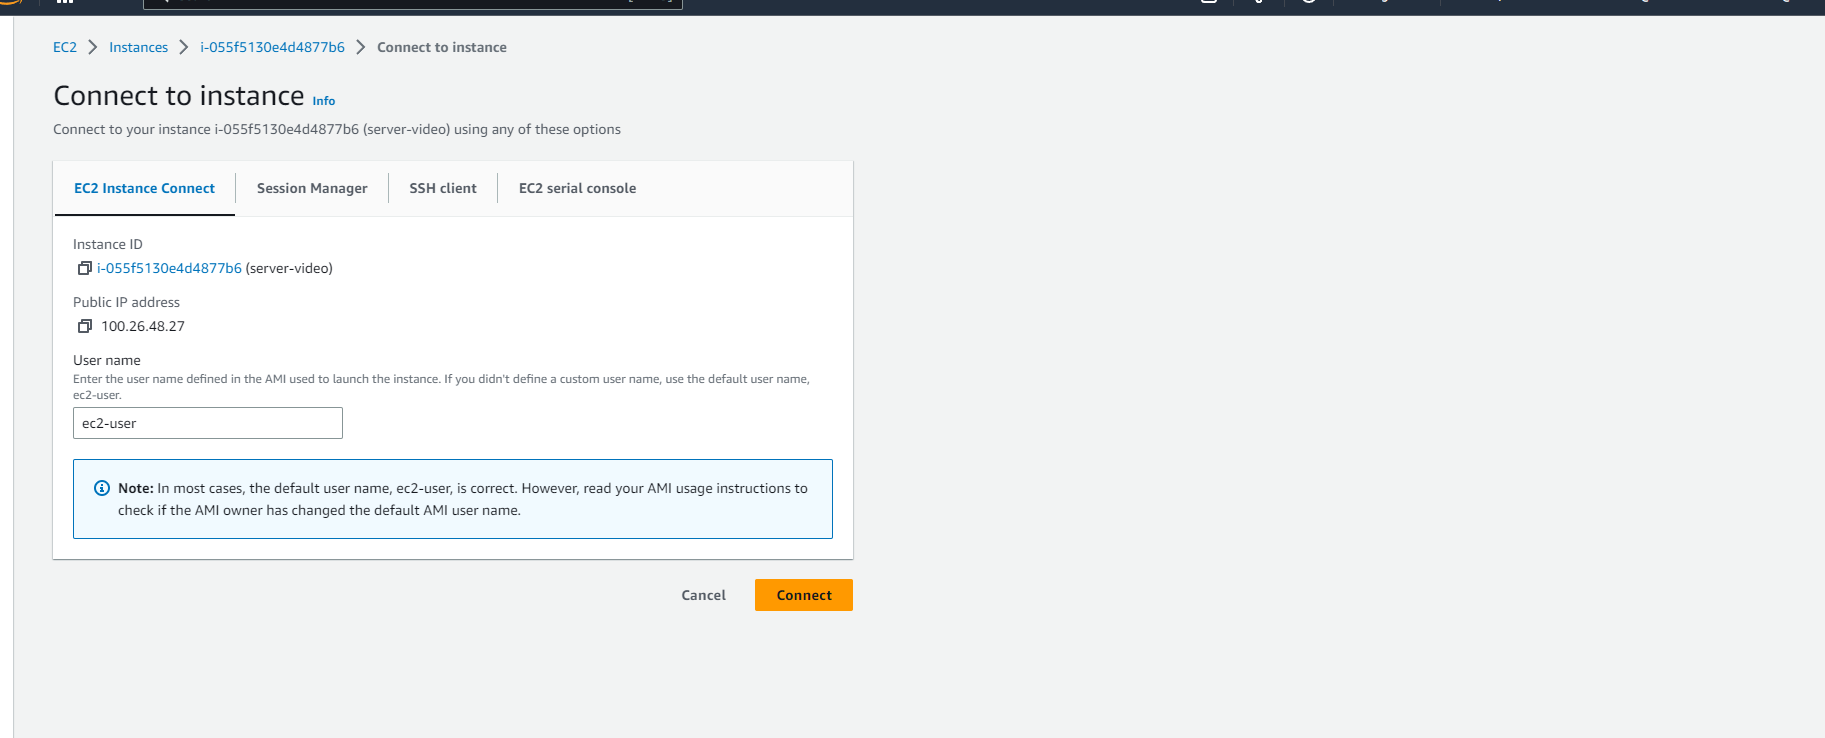 EC2 > Instances > i-055f5130e4d4877b6 > Connect to instance
Connect to instance Info
Connect to your instance i-055f5130e4d4877b6 (server-video) using any of these options
EC2 Instance Connect
Session Manager
SSH client
EC2 serial console
Instance ID
i-055f5130e4d4877b6 (server-video)
Public IP address
100.26.48.27
User name
Enter the user name defined in the AMI used to launch the instance. If you didn't define a custom user name, use the default user name,
ec2-user.
ec2-user
Note: In most cases, the default user name, ec2-user, is correct. However, read your AMI usage instructions to
check if the AMI owner has changed the default AMI user name.
Cancel
Connect